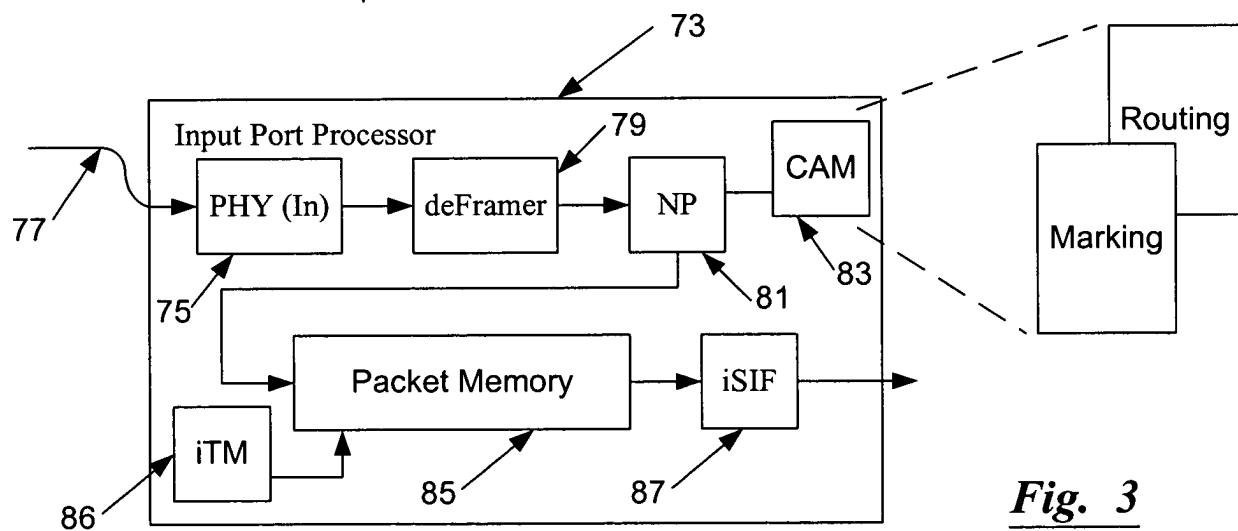 73
Input Port Processor
79
CAM
Routing
PHY (In)
deFramer
NP
77
83
Marking
75
81
Packet Memory
iSIF
iTM
86
85
87
Fig. 3